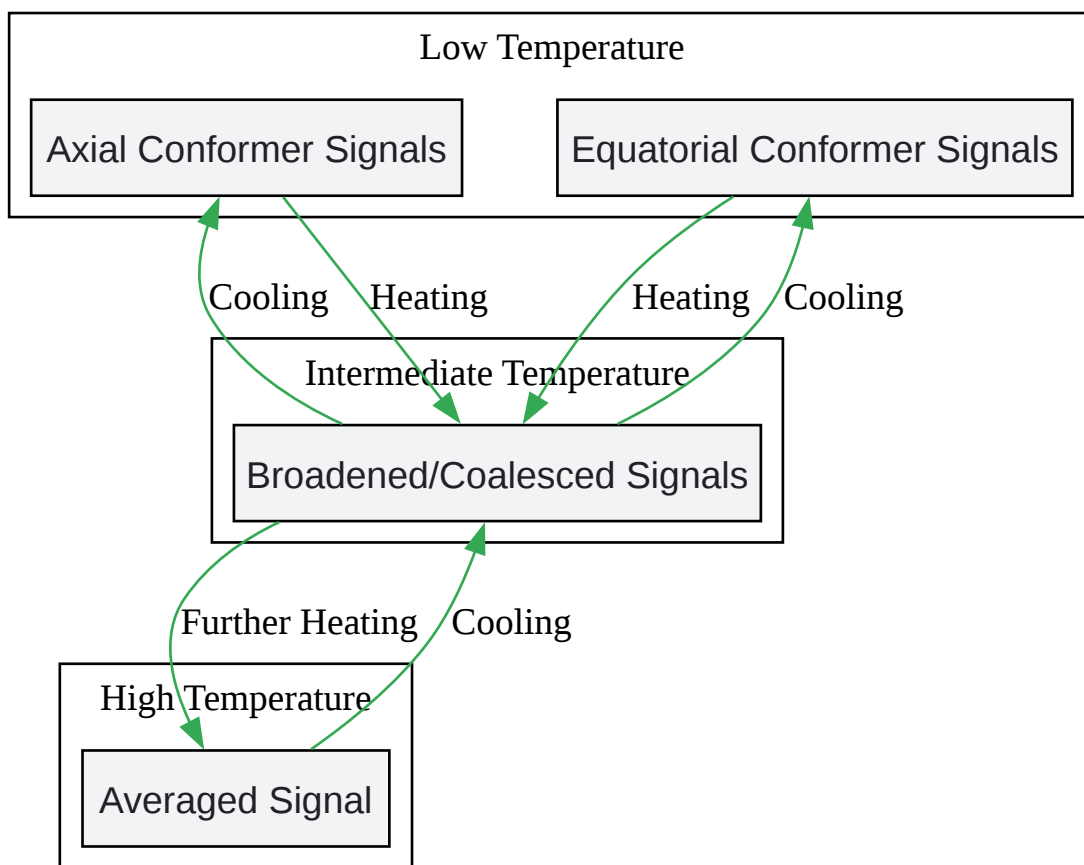 Low Temperature
Axial Conformer Signals
Equatorial Conformer Signals
Cooling
Heating
Heating
Cooling
Intermediate Temperature
Broadened/Coalesced Signals
Further Heating
Cooling
High Temperature
Averaged Signal